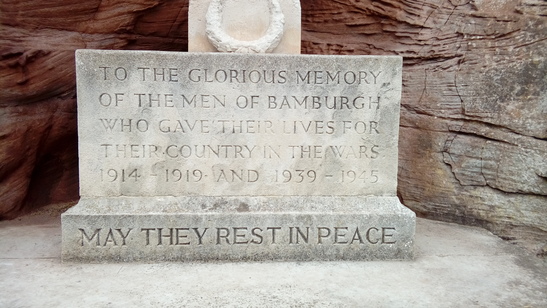 TO THE GLORIOUS MEMORY
OF THE MEN OF BAMBURGH
WHO GAVE THEIR LIVES FOR
THEIR COUNTRY IN THE WARS
1914 - 1919 · AND 1939 - 1945
MAY THEY REST IN PEACE